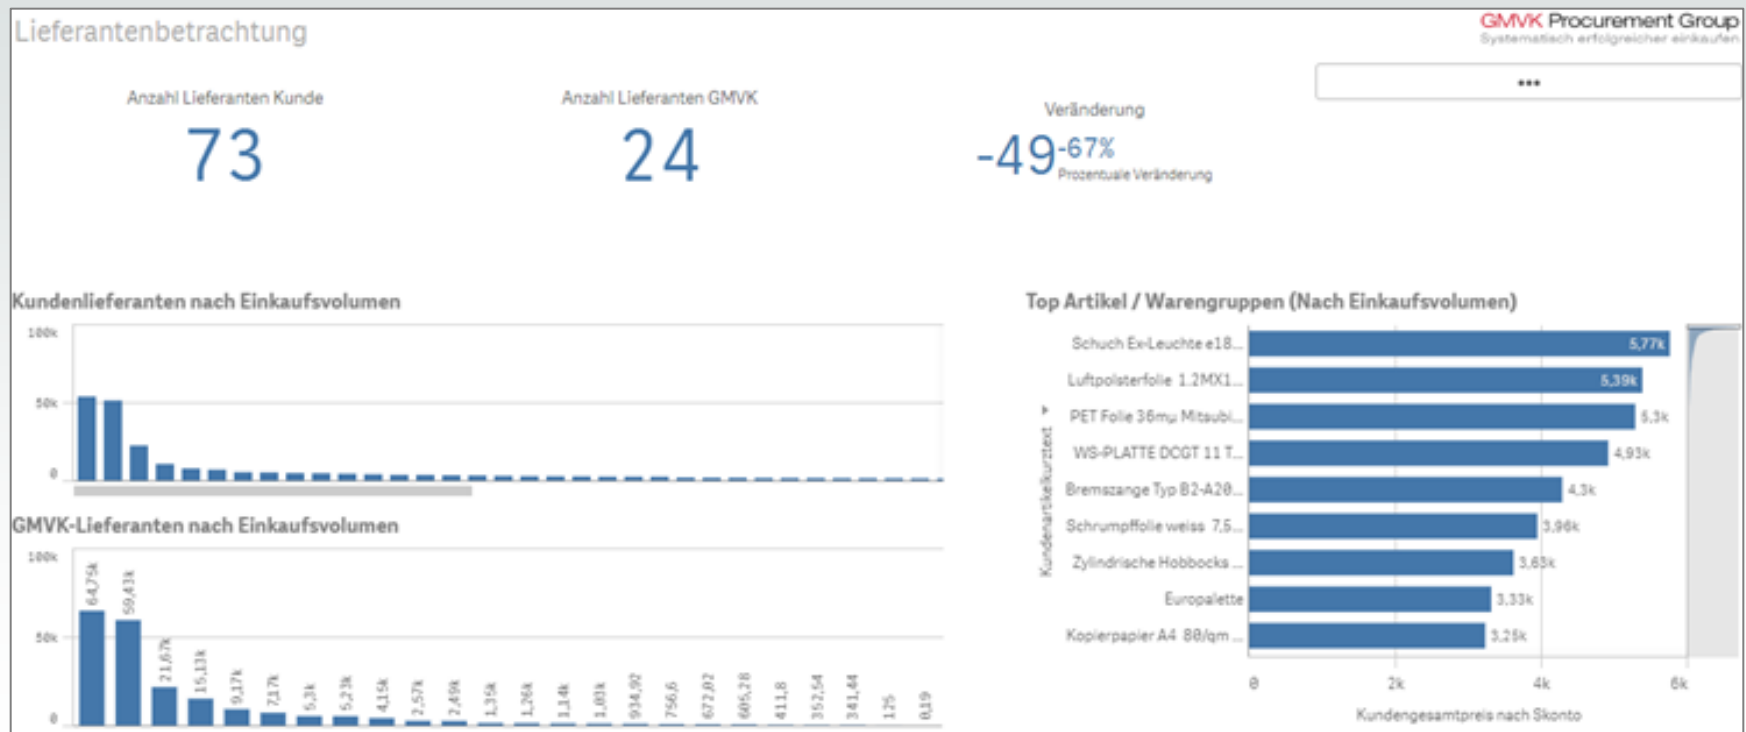 Lieferantenbetrachtung
GMVK Procurement Group
Systematisch erfolgreicher einkaufen
•••
Anzahl Lieferanten Kunde
73
Anzahl Lieferanten GMVK
24
Veränderung
-49
-67%
Prozentuale Veränderung
Kundenlieferanten nach Einkaufsvolumen
100k
50k
0
GMVK-Lieferanten nach Einkaufsvolumen
100k
50k
0
64,75k
59,43k
21,67k
15,13k
9,17k
7,17k
5,3k
5,23k
4,15k
2,57k
2,49k
1,35k
1,26k
1,14k
1,03k
934,92
756,6
672,02
605,28
411,8
352,54
341,44
125
0,19
Top Artikel / Warengruppen (Nach Einkaufsvolumen)
Kundenartikelkurztext
Schuch Ex-Leuchte e18... 5,77k
Luftpolsterfolie 1.2MX1... 5,39k
PET Folie 36mµ Mitsubi... 5,3k
WS-PLATTE DCGT 11 T... 4,93k
Bremszange Typ B2-A20... 4,3k
Schrumpffolie weiss 7,5... 3,96k
Zylindrische Hobbocks ... 3,63k
Europalette 3,33k
Kopierpapier A4 80/qm ... 3,25k
0 2k 4k 6k
Kundengesamtpreis nach Skonto